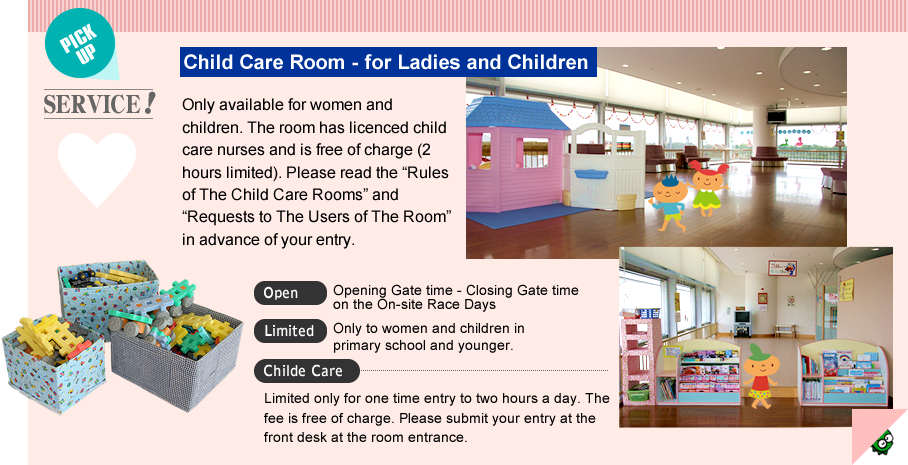 PICK
UP
SERVICE!
Child Care Room - for Ladies and Children
Only available for women and
children. The room has licenced child
care nurses and is free of charge (2
hours limited). Please read the “Rules
of The Child Care Rooms” and
“Requests to The Users of The Room”
in advance of your entry.
Open
Opening Gate time - Closing Gate time
on the On-site Race Days
Limited
Only to women and children in
primary school and younger.
Childe Care
Limited only for one time entry to two hours a day. The
fee is free of charge. Please submit your entry at the
front desk at the room entrance.